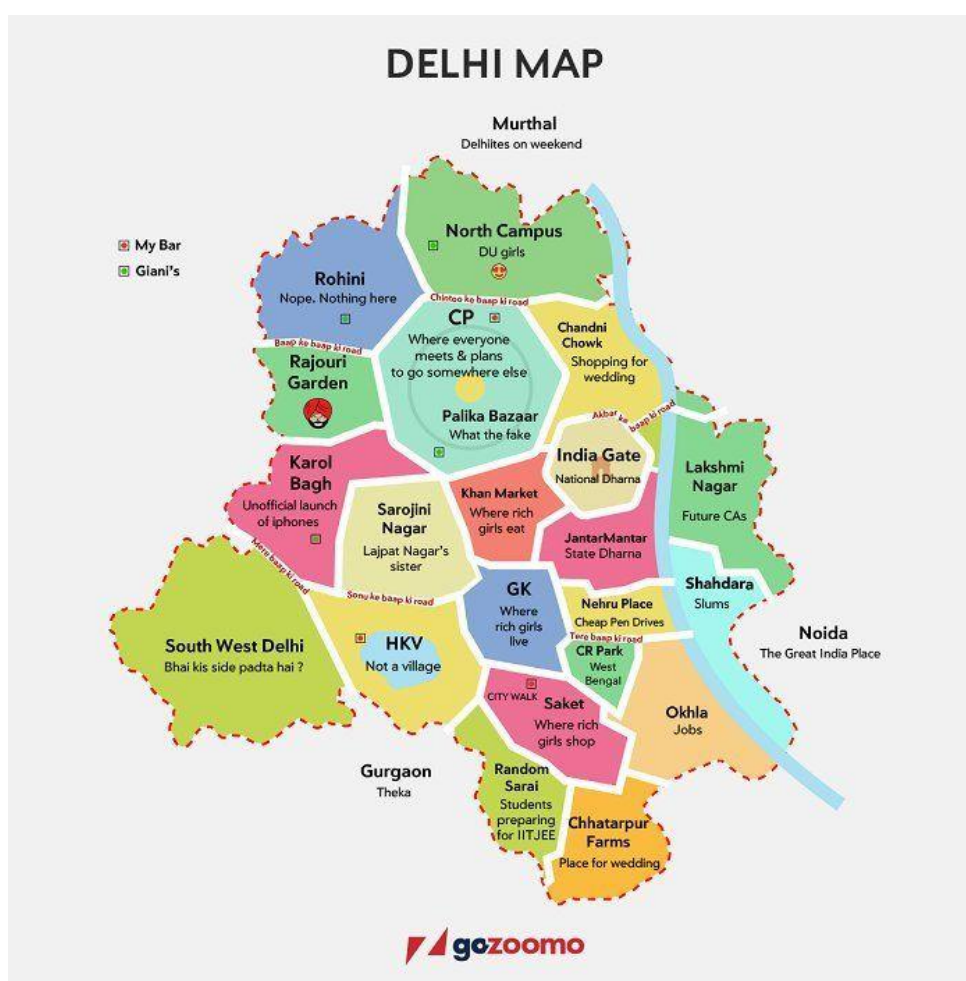 DELHI MAP
Murthal
Delhiites on weekend
My Bar
Giani's
North Campus
DU girls
Rohini
Nope. Nothing here
Chintoo ke baap ki road
CP
Where everyone
meets & plans
to go somewhere else
Chandni
Chowk
Shopping for
wedding
Baap ke baap ki road
Rajouri
Garden
Palika Bazaar
What the fake
Akbar ke baap ki road
India Gate
National Dharna
Lakshmi
Nagar
Future CAs
Karol
Bagh
Unofficial launch
of iphones
Sarojini
Nagar
Lajpat Nagar's
sister
Khan Market
Where rich
girls eat
JantarMantar
State Dharna
Mere baap ki road
Sonu ke baap ki road
GK
Where
rich girls
live
Nehru Place
Cheap Pen Drives
Shahdara
Slums
Tere baap ki road
CR Park
West
Bengal
Noida
The Great India Place
South West Delhi
Bhai kis side padta hai ?
HKV
Not a village
CITY WALK
Saket
Where rich
girls shop
Okhla
Jobs
Gurgaon
Theka
Random
Sarai
Students
preparing
for IITJEE
Chhatarpur
Farms
Place for wedding
gozoomo